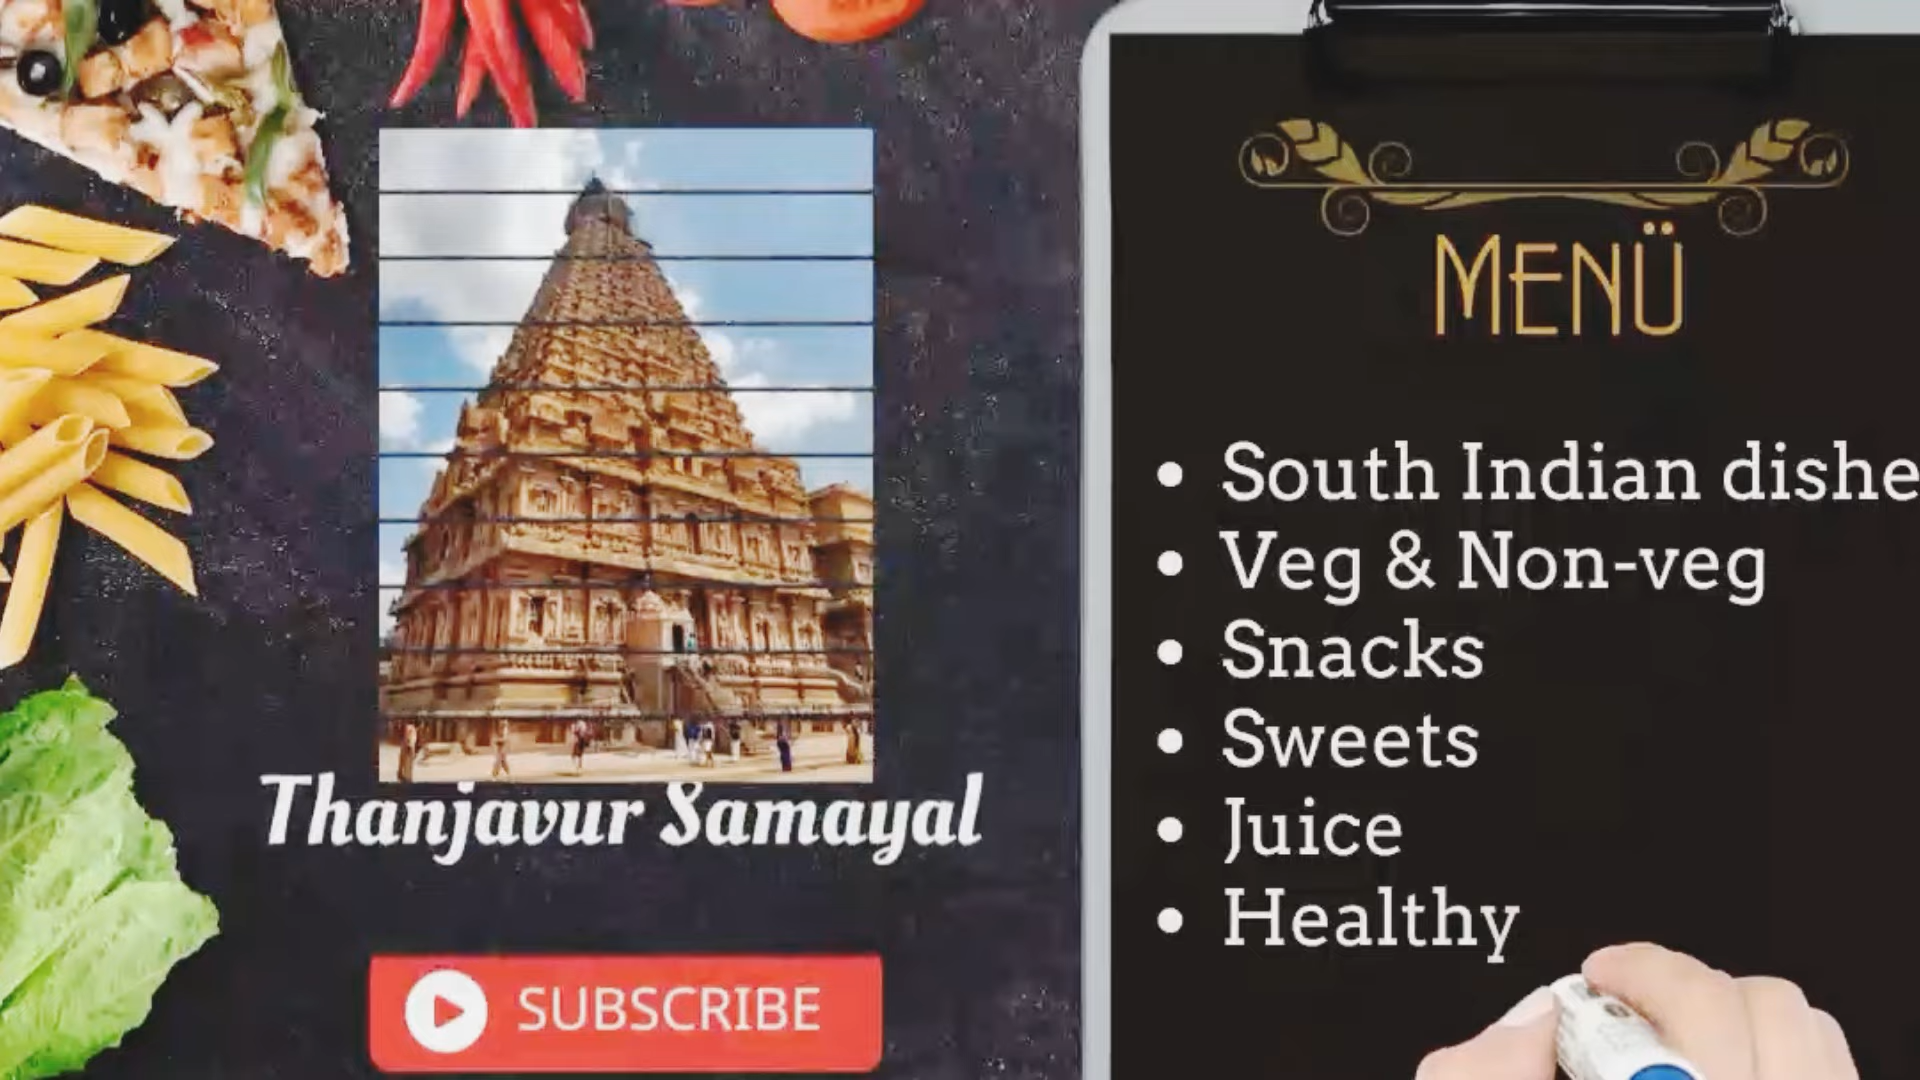 Thanjavur Samayal
SUBSCRIBE
MENÜ
• South Indian dishe
• Veg & Non-veg
• Snacks
• Sweets
• Juice
• Healthy